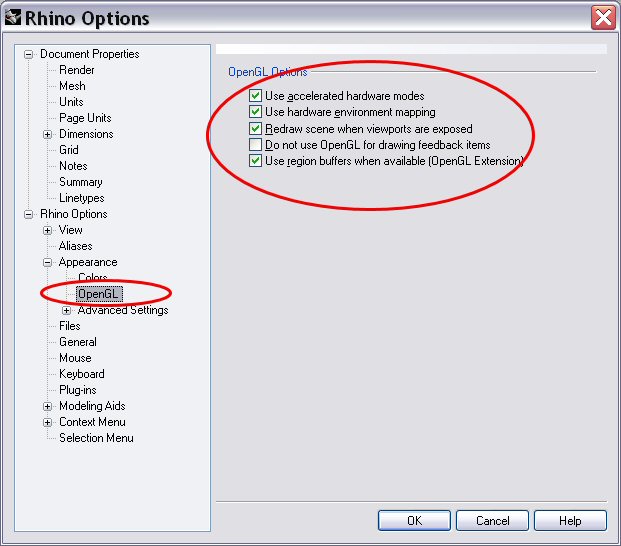 Rhino Options
Document Properties
Render
Mesh
Units
Page Units
Dimensions
Grid
Notes
Summary
Linetypes
Rhino Options
View
Aliases
Appearance
Colors
OpenGL
Advanced Settings
Files
General
Mouse
Keyboard
Plug-ins
Modeling Aids
Context Menu
Selection Menu
OpenGL Options
Use accelerated hardware modes
Use hardware environment mapping
Redraw scene when viewports are exposed
Do not use OpenGL for drawing feedback items
Use region buffers when available (OpenGL Extension)
OK
Cancel
Help